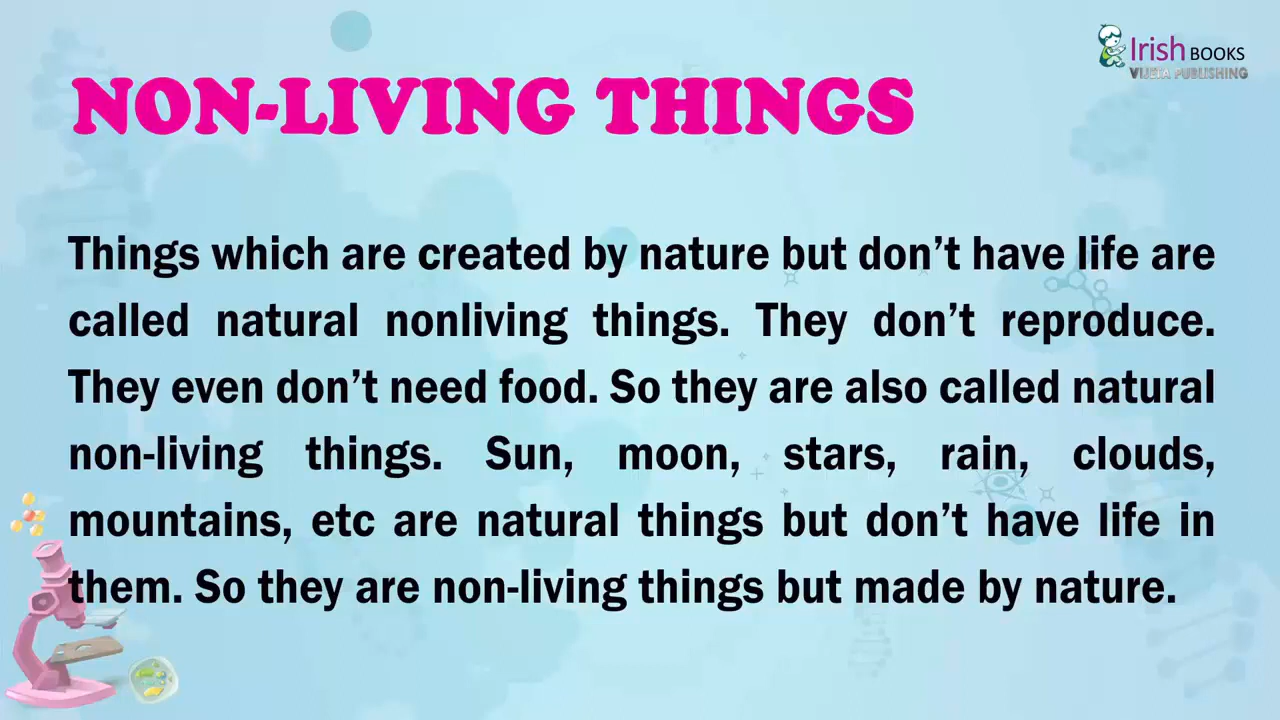 Irish BOOKS
VIJETA PUBLISHING
NON-LIVING THINGS
Things which are created by nature but don’t have life are
called natural nonliving things. They don’t reproduce.
They even don’t need food. So they are also called natural
non-living things. Sun, moon, stars, rain, clouds,
mountains, etc are natural things but don’t have life in
them. So they are non-living things but made by nature.